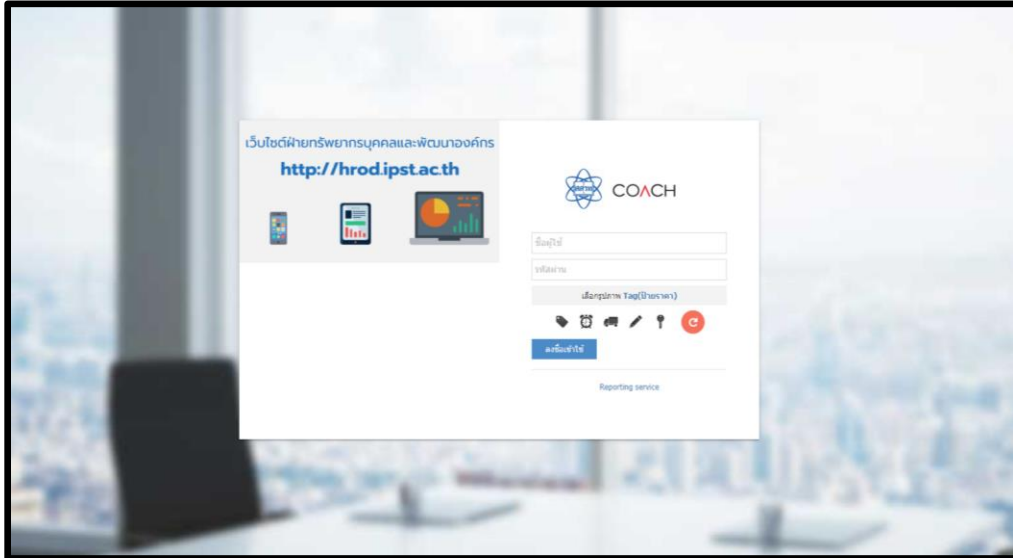 เว็บไซต์ฝ่ายทรัพยากรบุคคลและพัฒนาองค์กร
http://hrod.ipst.ac.th
สสวท
COACH
ชื่อผู้ใช้
รหัสผ่าน
เลือกรูปภาพ Tag(ป้ายราคา)
ลงชื่อเข้าใช้
Reporting service